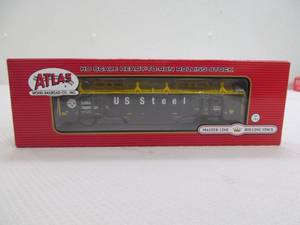 HO SCALE READY-TO-RUN ROLLING STOCK
ATLAS
MODEL RAILROAD CO., INC.
US Steel
MASTER LINE
ROLLING STOCK